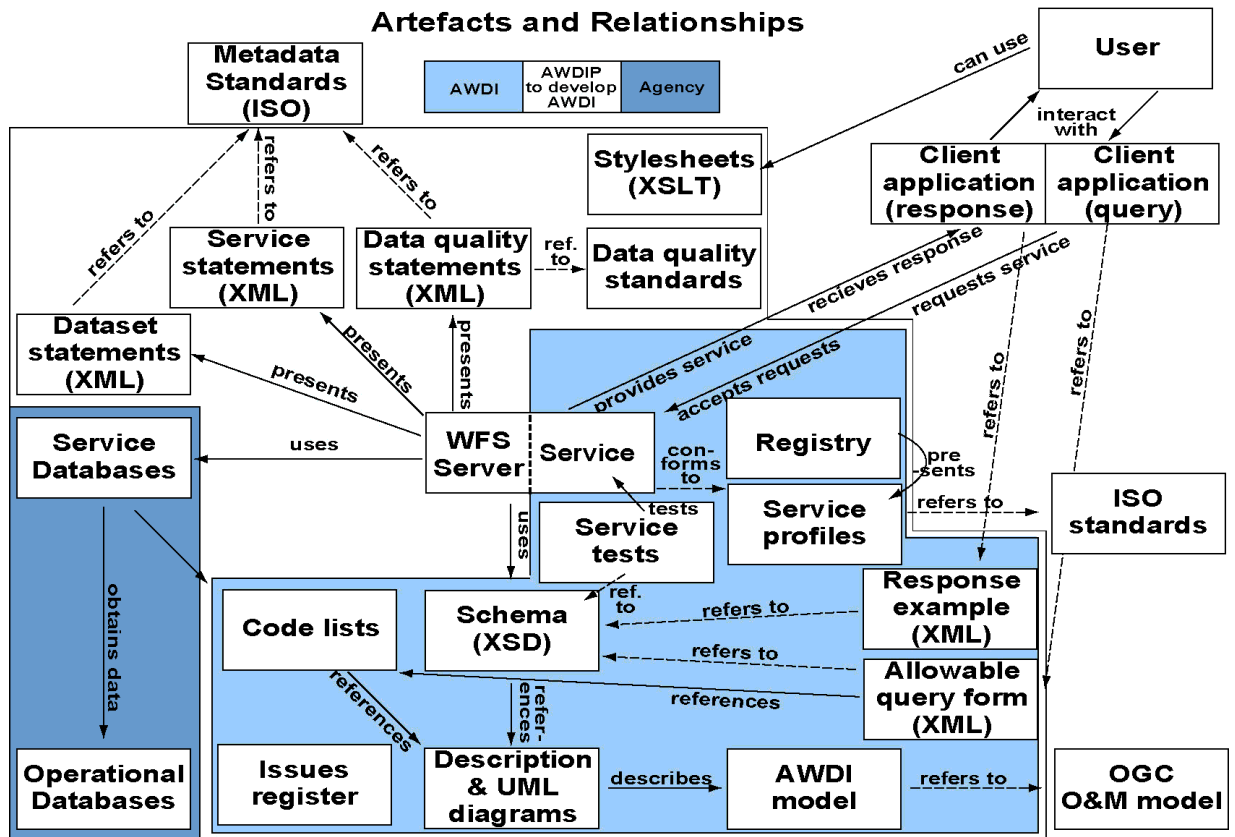 Artefacts and Relationships
Metadata
Standards
(ISO)
AWDI
AWDIP
to develop
AWDI
Agency
User
can use
interact
with
Stylesheets
(XSLT)
Client
application
(response)
Client
application
(query)
refers to
refers to
refers to
Service
statements
(XML)
Data quality
statements
(XML)
ref.
to
Data quality
standards
recieves response
requests service
Dataset
statements
(XML)
presents
presents
presents
provides service
accepts requests
refers to
refers to
Service
Databases
uses
WFS
Server
Service
con-
forms
to
Registry
pre
-sents
Service
profiles
refers to
ISO
standards
uses
tests
Service
tests
ref.
to
obtains data
Code lists
Schema
(XSD)
refers to
Response
example
(XML)
refers to
Allowable
query form
(XML)
references
references
refer-
ences
Operational
Databases
Issues
register
Description
& UML
diagrams
describes
AWDI
model
refers to
OGC
O&M model